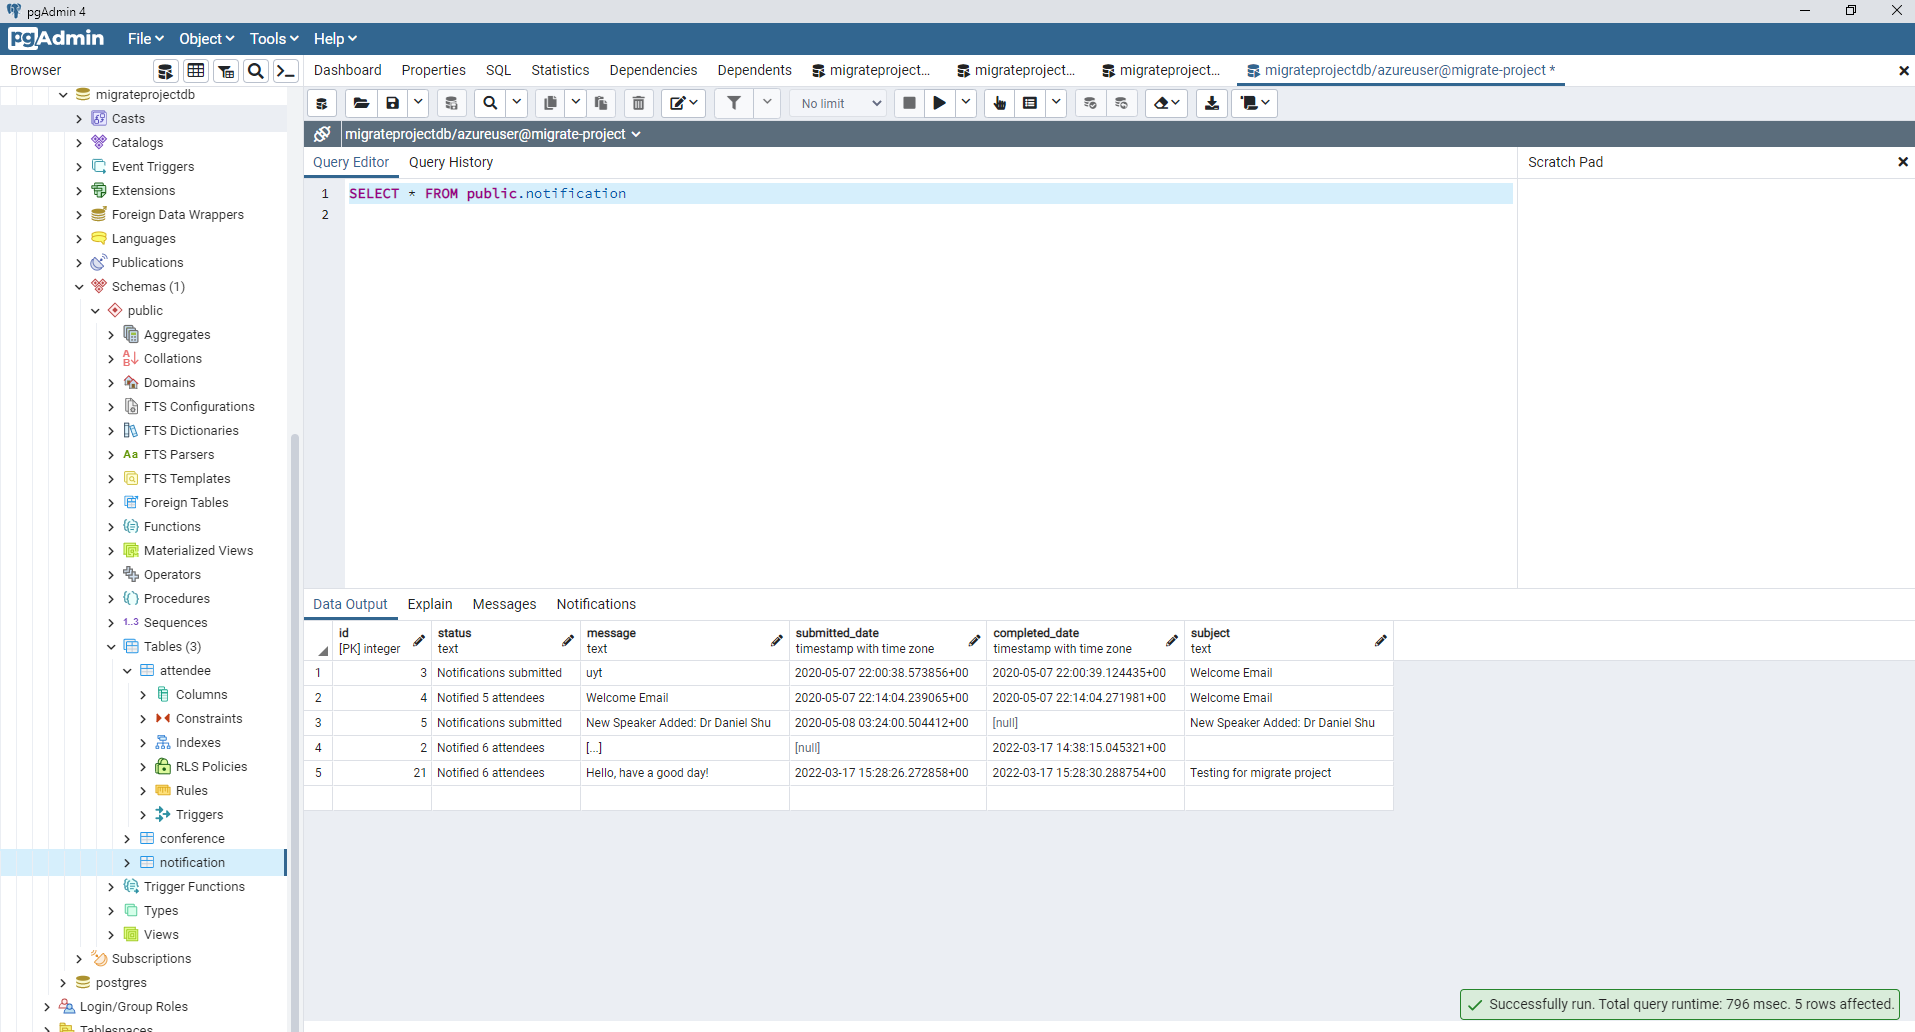 pgAdmin 4
pgAdmin File Object Tools Help
Browser
Dashboard Properties SQL Statistics Dependencies Dependents migrateproject... migrateproject... migrateproject... migrateprojectdb/azureuser@migrate-project *
No limit
migrateprojectdb/azureuser@migrate-project
Query Editor Query History
Scratch Pad
1 SELECT * FROM public.notification
2
migrateprojectdb
Casts
Catalogs
Event Triggers
Extensions
Foreign Data Wrappers
Languages
Publications
Schemas (1)
public
Aggregates
Collations
Domains
FTS Configurations
FTS Dictionaries
Aa FTS Parsers
FTS Templates
Foreign Tables
Functions
Materialized Views
Operators
Procedures
1..3 Sequences
Tables (3)
attendee
Columns
Constraints
Indexes
RLS Policies
Rules
Triggers
conference
notification
Trigger Functions
Types
Views
Subscriptions
postgres
Login/Group Roles
Tablespaces
Data Output Explain Messages Notifications
id status message submitted_date completed_date subject
[PK] integer text text timestamp with time zone timestamp with time zone text
1 3 Notifications submitted uyt 2020-05-07 22:00:38.573856+00 2020-05-07 22:00:39.124435+00 Welcome Email
2 4 Notified 5 attendees Welcome Email 2020-05-07 22:14:04.239065+00 2020-05-07 22:14:04.271981+00 Welcome Email
3 5 Notifications submitted New Speaker Added: Dr Daniel Shu 2020-05-08 03:24:00.504412+00 [null] New Speaker Added: Dr Daniel Shu
4 2 Notified 6 attendees [...] [null] 2022-03-17 14:38:15.045321+00
5 21 Notified 6 attendees Hello, have a good day! 2022-03-17 15:28:26.272858+00 2022-03-17 15:28:30.288754+00 Testing for migrate project
Successfully run. Total query runtime: 796 msec. 5 rows affected.